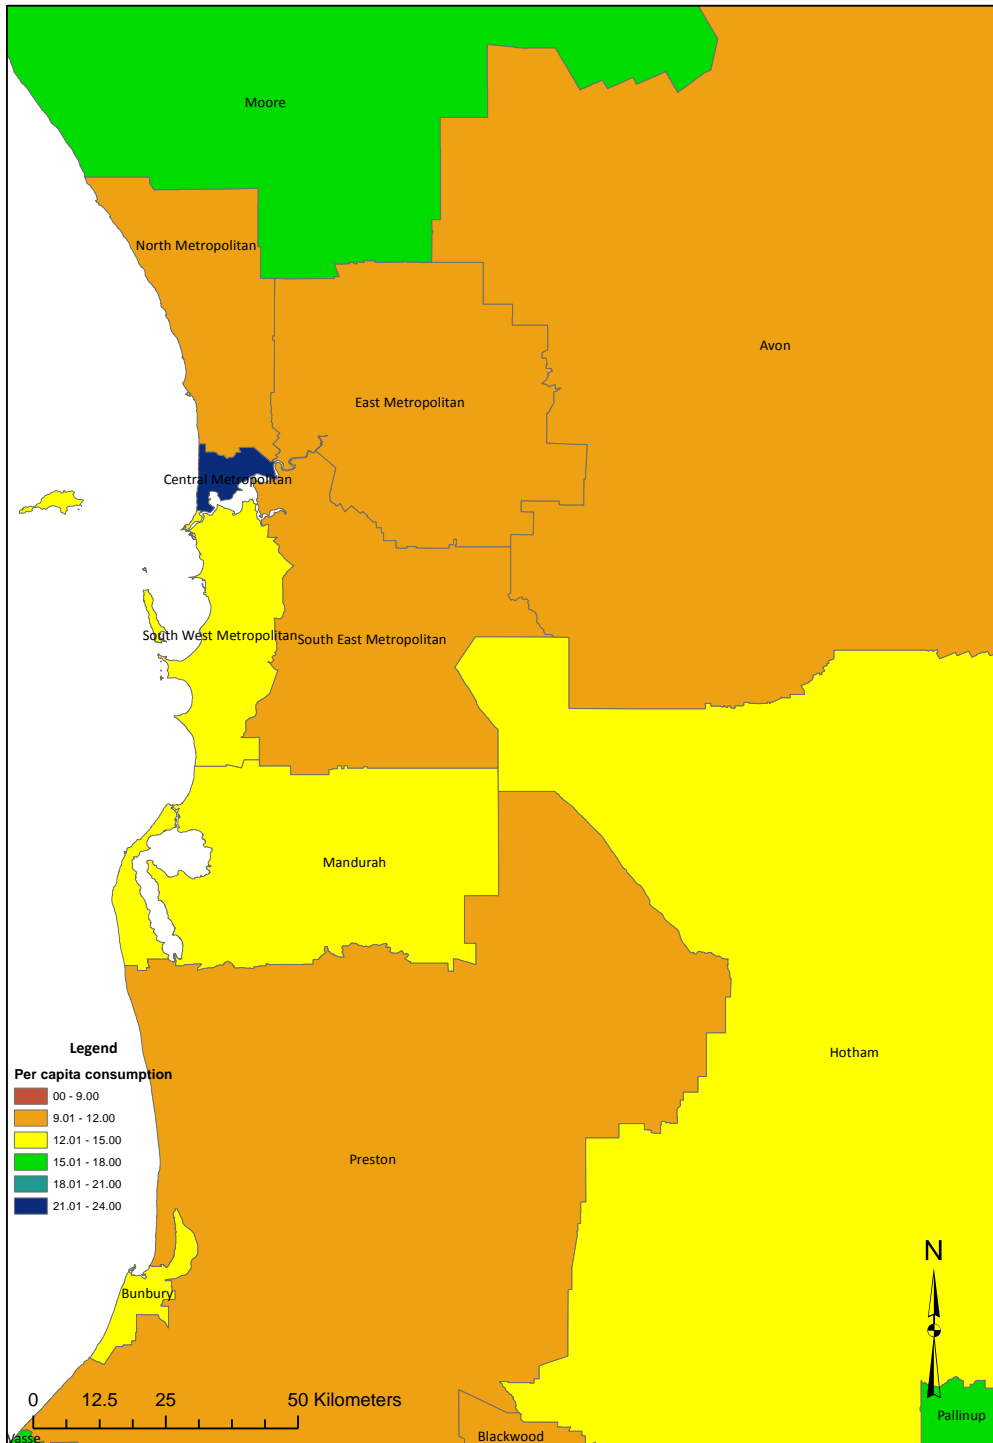 Moore
North Metropolitan
Avon
East Metropolitan
Central Metropolitan
South West Metropolitan
South East Metropolitan
Mandurah
Hotham
Legend
Per capita consumption
00 - 9.00
9.01 - 12.00
12.01 - 15.00
15.01 - 18.00
18.01 - 21.00
21.01 - 24.00
Preston
N
Bunbury
0 12.5 25 50 Kilometers
Pallinup
Vasse
Blackwood